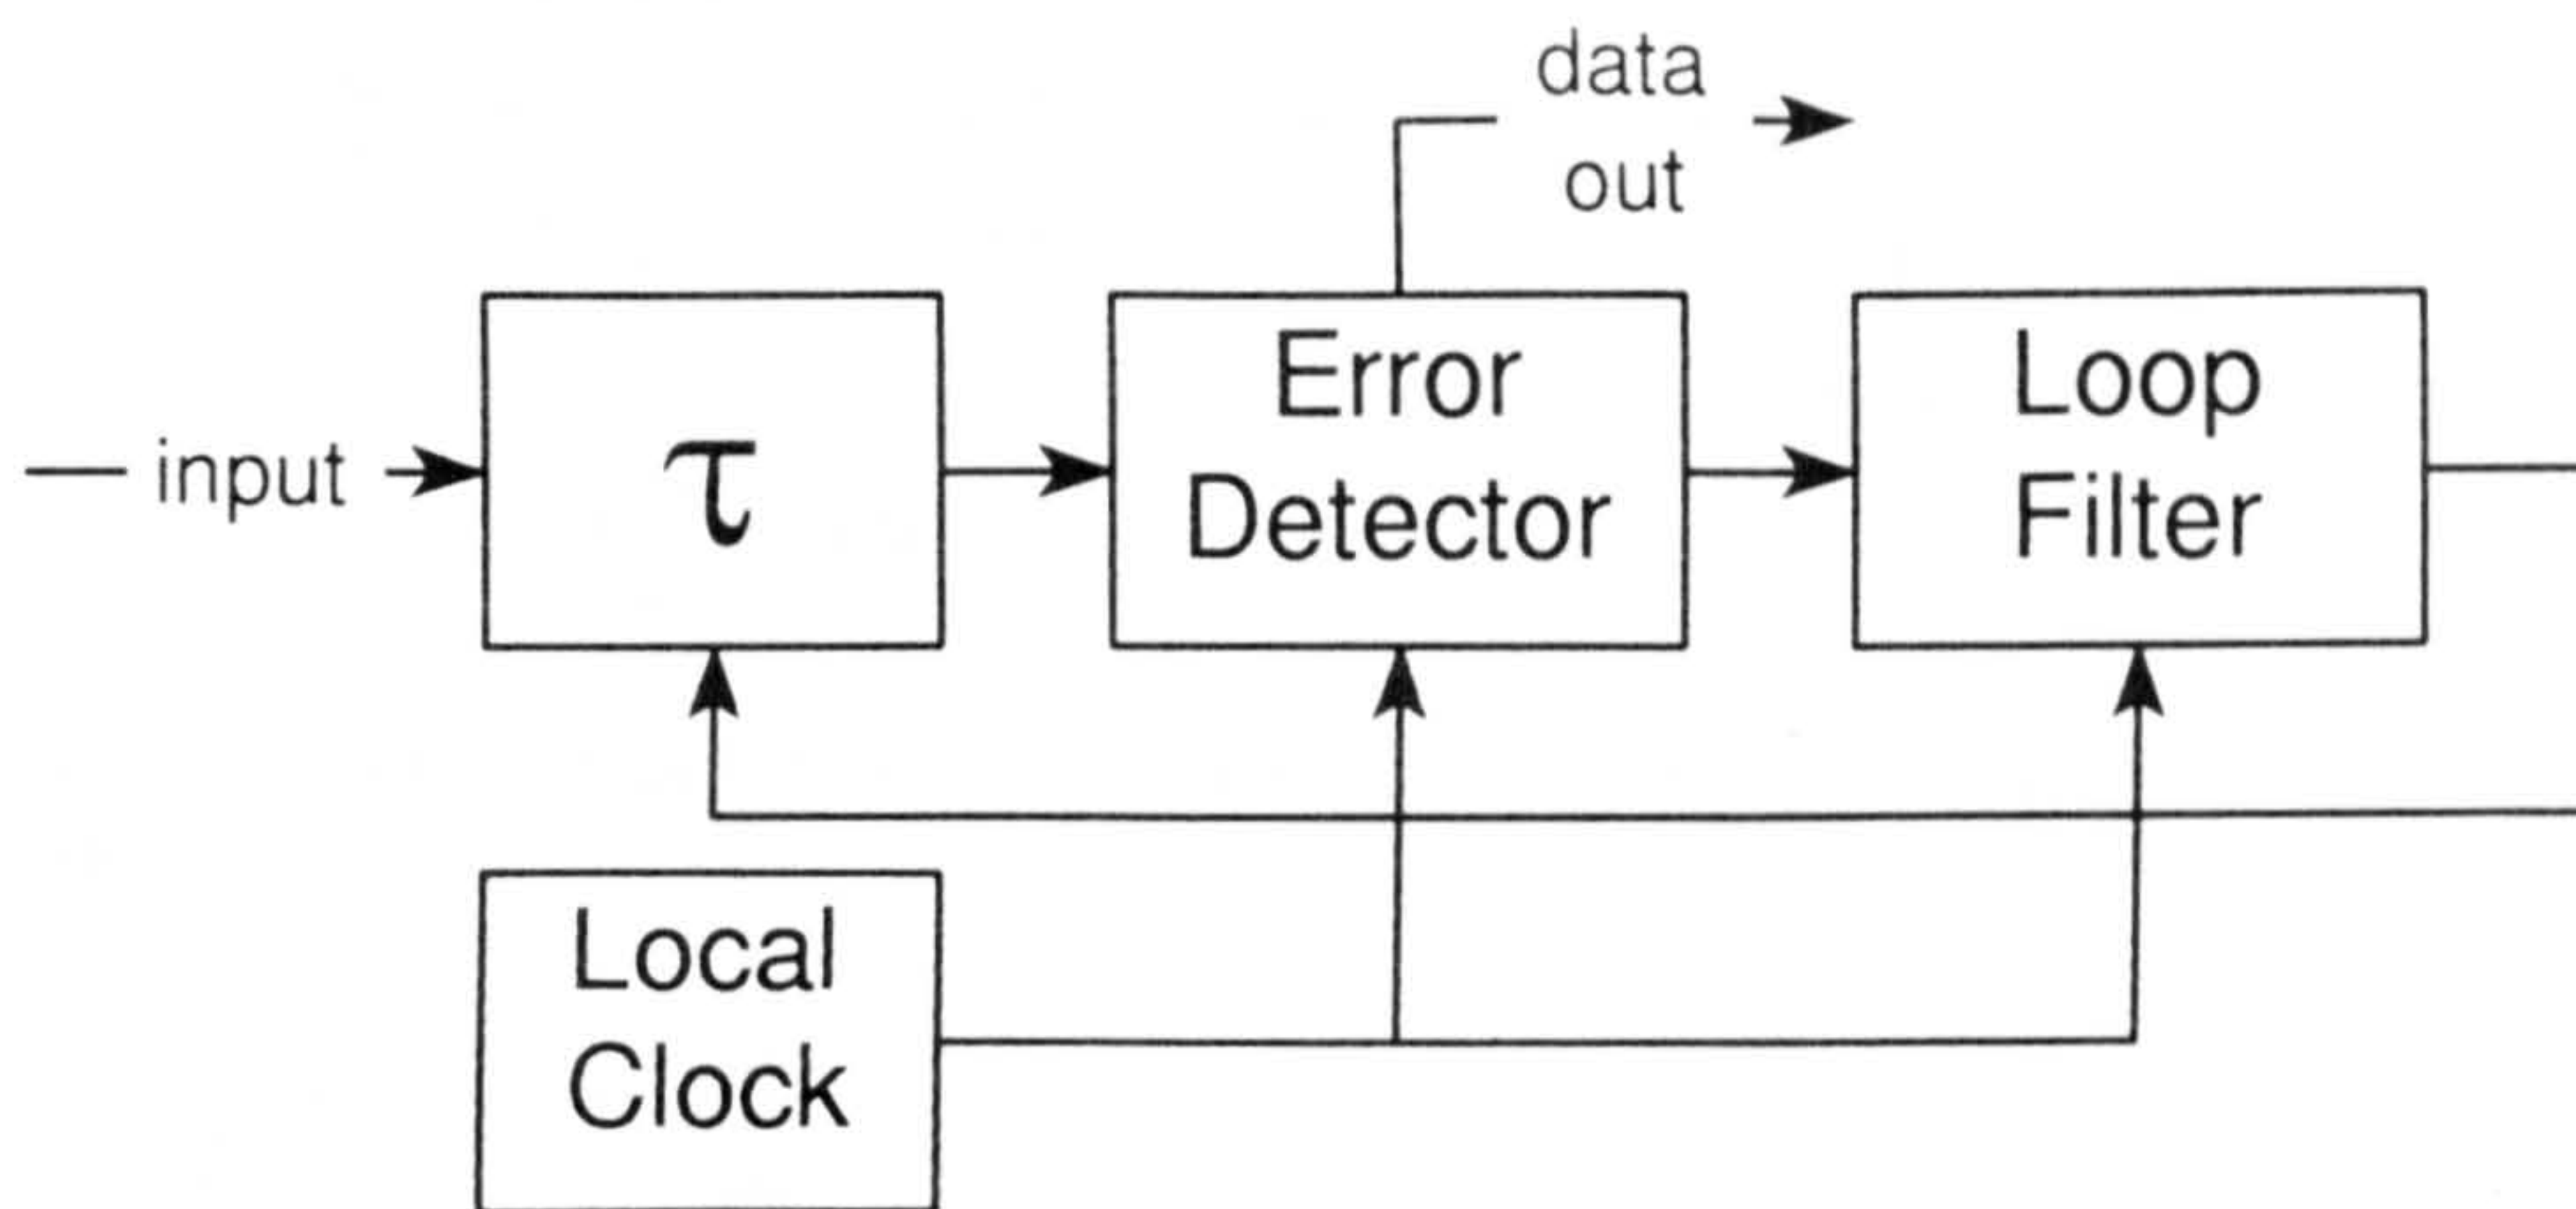 data
out
input
τ
Error
Detector
Loop
Filter
Local
Clock